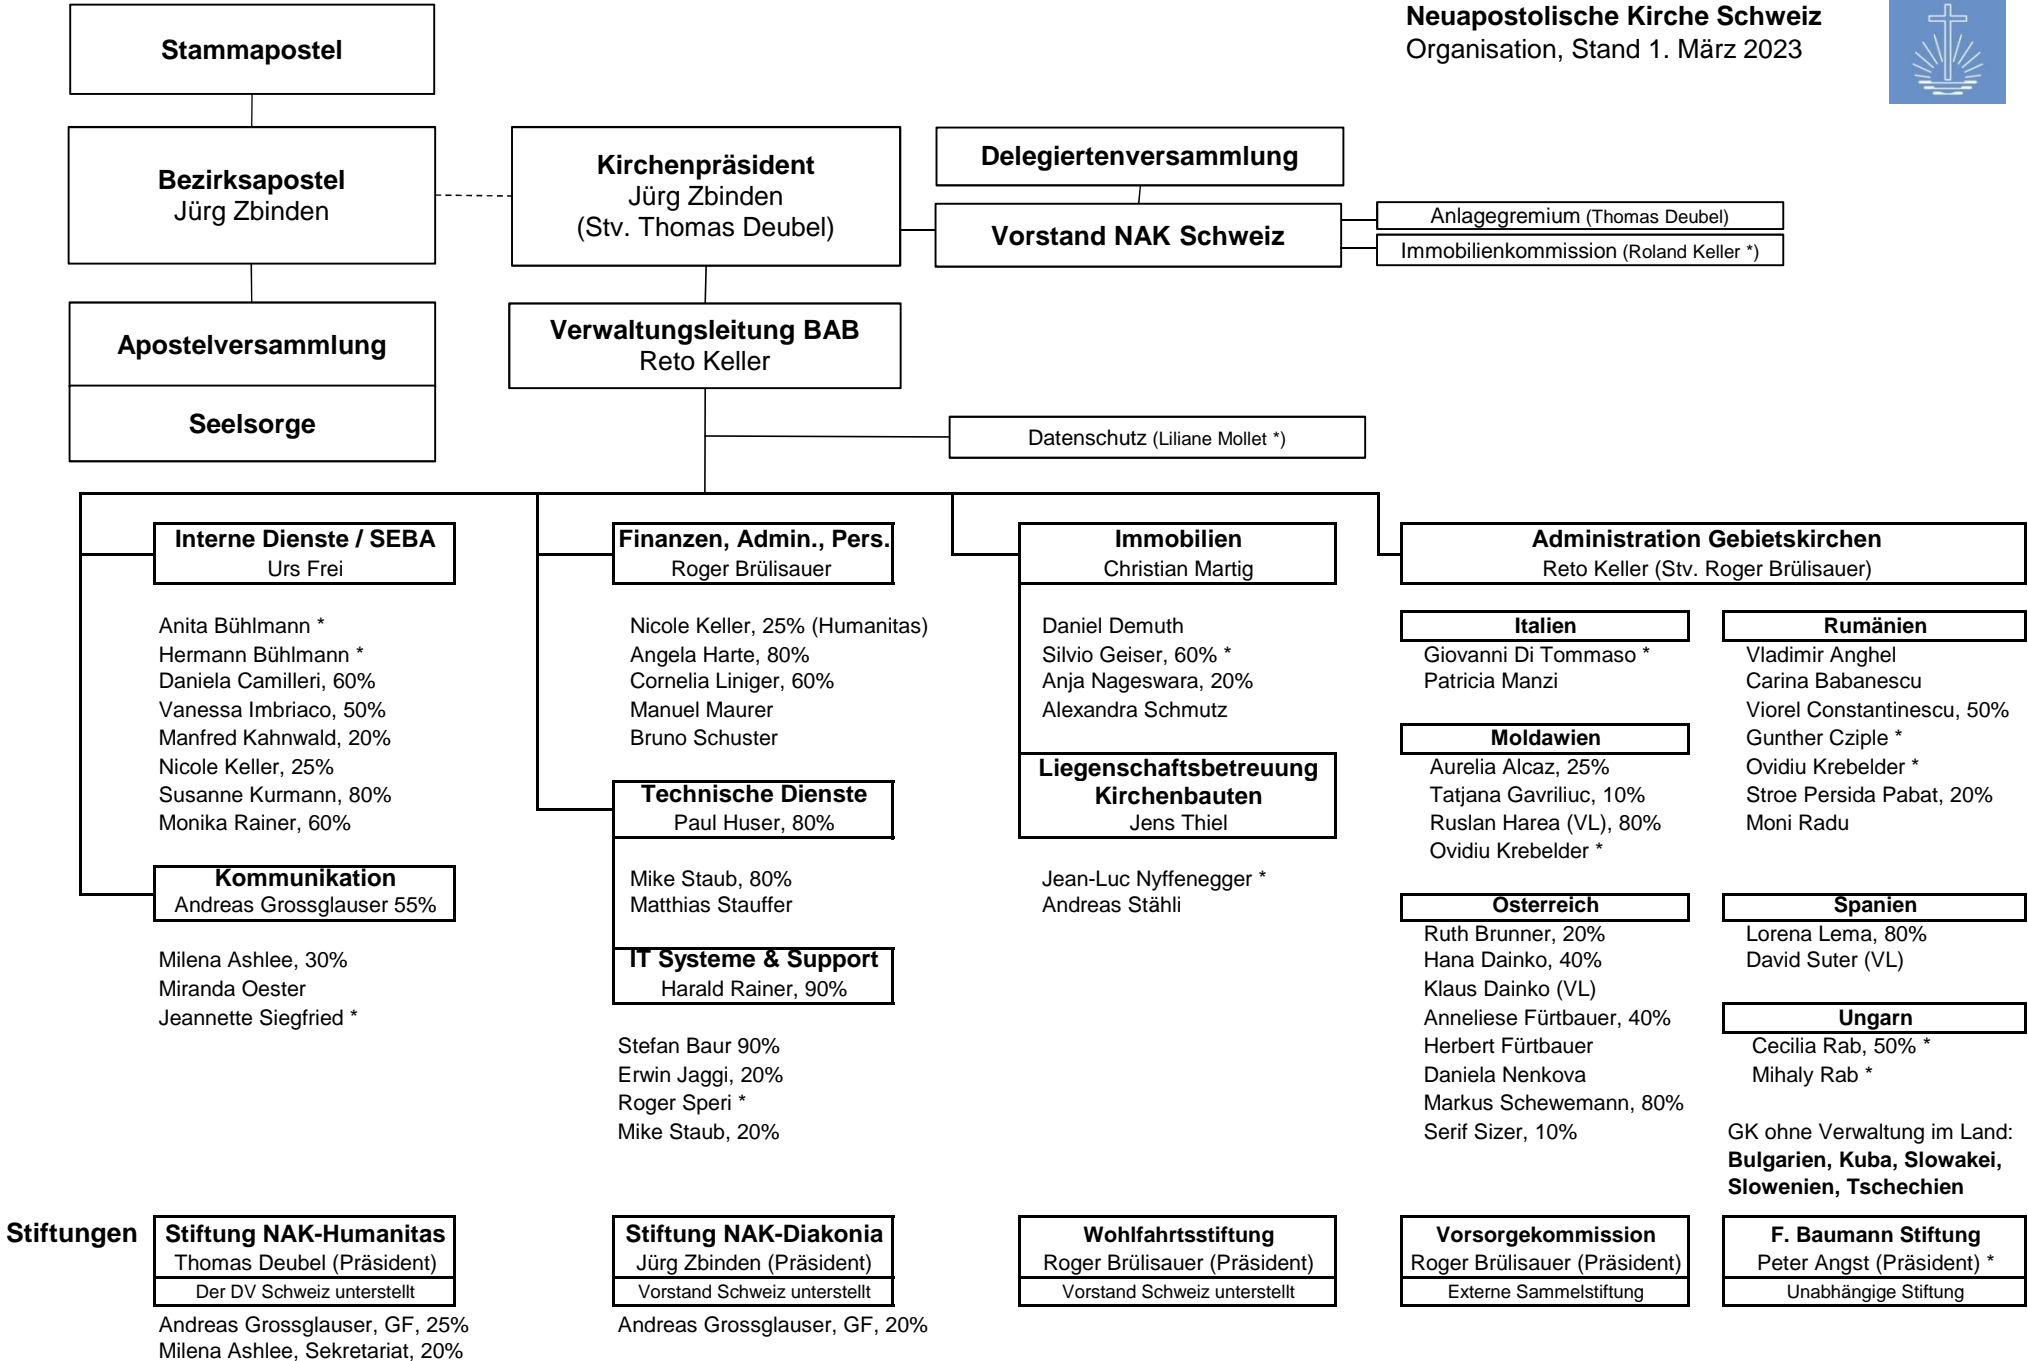 Neuapostolische Kirche Schweiz
Organisation, Stand 1. März 2023
Stammapostel
Bezirksapostel
Jürg Zbinden
Kirchenpräsident
Jürg Zbinden
(Stv. Thomas Deubel)
Delegiertenversammlung
Vorstand NAK Schweiz
Anlagegremium (Thomas Deubel)
Immobilienkommission (Roland Keller *)
Apostelversammlung
Seelsorge
Verwaltungsleitung BAB
Reto Keller
Datenschutz (Liliane Mollet *)
Interne Dienste / SEBA
Urs Frei
Anita Bühlmann *
Hermann Bühlmann *
Daniela Camilleri, 60%
Vanessa Imbriaco, 50%
Manfred Kahnwald, 20%
Nicole Keller, 25%
Susanne Kurmann, 80%
Monika Rainer, 60%
Kommunikation
Andreas Grossglauser 55%
Milena Ashlee, 30%
Miranda Oester
Jeannette Siegfried *
Finanzen, Admin., Pers.
Roger Brülisauer
Nicole Keller, 25% (Humanitas)
Angela Harte, 80%
Cornelia Liniger, 60%
Manuel Maurer
Bruno Schuster
Technische Dienste
Paul Huser, 80%
Mike Staub, 80%
Matthias Stauffer
IT Systeme & Support
Harald Rainer, 90%
Stefan Baur 90%
Erwin Jaggi, 20%
Roger Speri *
Mike Staub, 20%
Immobilien
Christian Martig
Daniel Demuth
Silvio Geiser, 60% *
Anja Nageswara, 20%
Alexandra Schmutz
Liegenschaftsbetreuung
Kirchenbauten
Jens Thiel
Jean-Luc Nyffenegger *
Andreas Stähli
Administration Gebietskirchen
Reto Keller (Stv. Roger Brülisauer)
Italien
Giovanni Di Tommaso *
Patricia Manzi
Moldawien
Aurelia Alcaz, 25%
Tatjana Gavriliuc, 10%
Ruslan Harea (VL), 80%
Ovidiu Krebelder *
Österreich
Ruth Brunner, 20%
Hana Dainko, 40%
Klaus Dainko (VL)
Anneliese Fürtbauer, 40%
Herbert Fürtbauer
Daniela Nenkova
Markus Schewemann, 80%
Serif Sizer, 10%
Rumänien
Vladimir Anghel
Carina Babanescu
Viorel Constantinescu, 50%
Gunther Cziple *
Ovidiu Krebelder *
Stroe Persida Pabat, 20%
Moni Radu
Spanien
Lorena Lema, 80%
David Suter (VL)
Ungarn
Cecilia Rab, 50% *
Mihaly Rab *
GK ohne Verwaltung im Land:
Bulgarien, Kuba, Slowakei,
Slowenien, Tschechien
Stiftungen
Stiftung NAK-Humanitas
Thomas Deubel (Präsident)
Der DV Schweiz unterstellt
Andreas Grossglauser, GF, 25%
Milena Ashlee, Sekretariat, 20%
Stiftung NAK-Diakonia
Jürg Zbinden (Präsident)
Vorstand Schweiz unterstellt
Andreas Grossglauser, GF, 20%
Wohlfahrtsstiftung
Roger Brülisauer (Präsident)
Vorstand Schweiz unterstellt
Vorsorgekommission
Roger Brülisauer (Präsident)
Externe Sammelstiftung
F. Baumann Stiftung
Peter Angst (Präsident) *
Unabhängige Stiftung